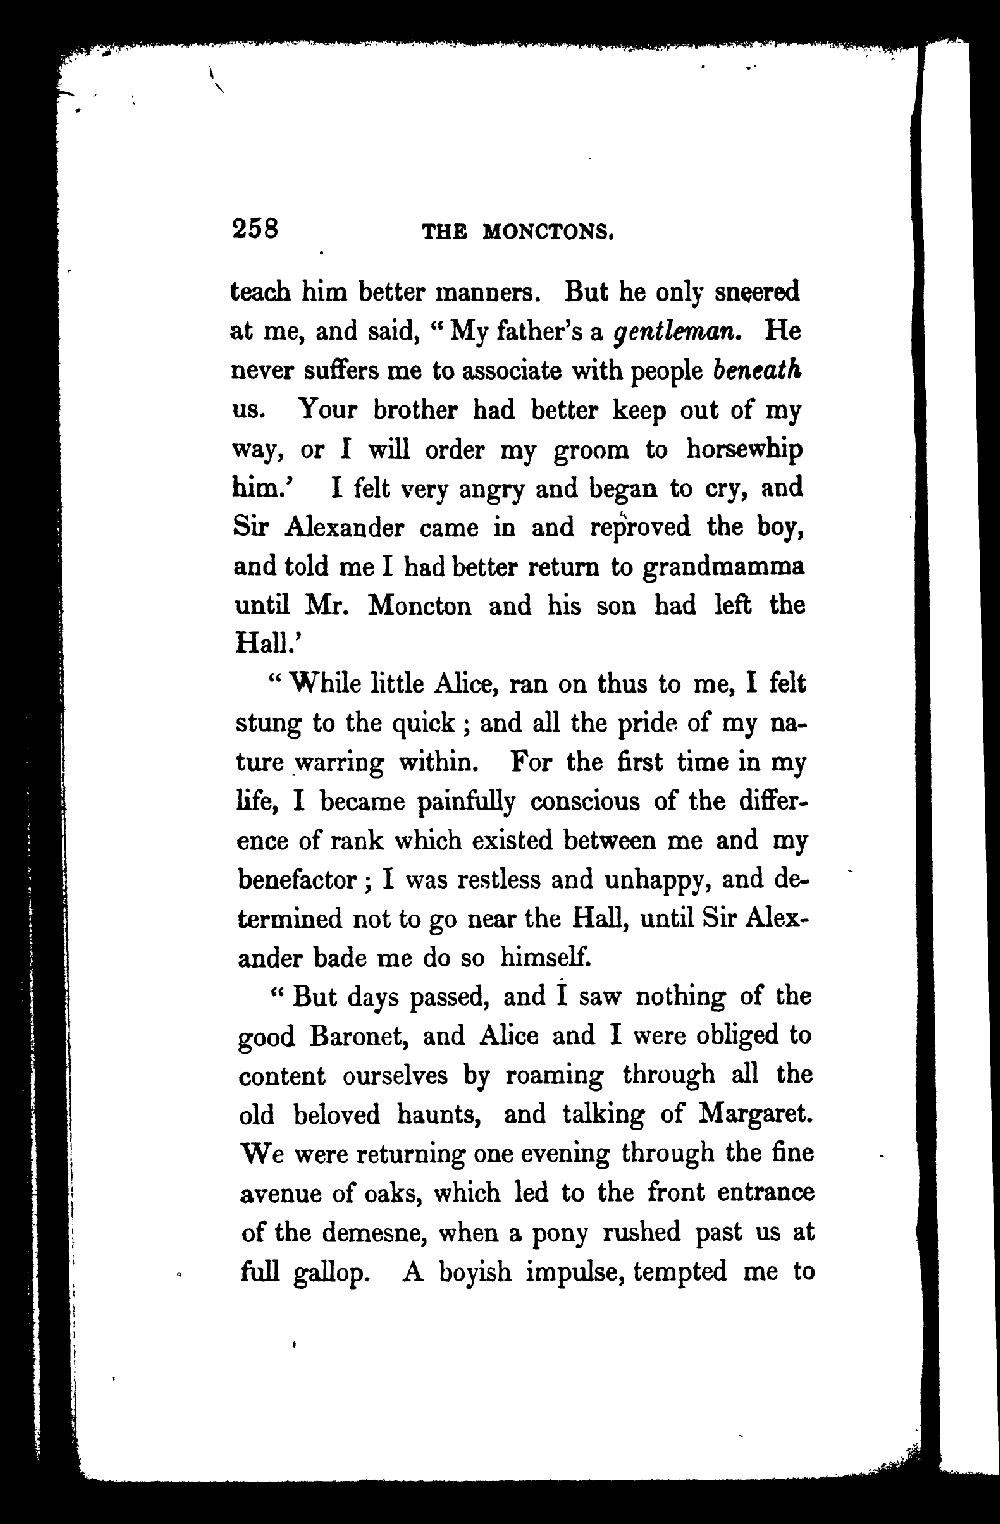 258 THE MONCTONS.
teach him better manners. But he only sneered
at me, and said, “ My father’s a gentleman. He
never suffers me to associate with people beneath
us. Your brother had better keep out of my
way, or I will order my groom to horsewhip
him.’ I felt very angry and began to cry, and
Sir Alexander came in and reproved the boy,
and told me I had better return to grandmamma
until Mr. Moncton and his son had left the
Hall.’
“ While little Alice, ran on thus to me, I felt
stung to the quick ; and all the pride of my na-
ture warring within. For the first time in my
life, I became painfully conscious of the differ-
ence of rank which existed between me and my
benefactor ; I was restless and unhappy, and de-
termined not to go near the Hall, until Sir Alex-
ander bade me do so himself.
“ But days passed, and I saw nothing of the
good Baronet, and Alice and I were obliged to
content ourselves by roaming through all the
old beloved haunts, and talking of Margaret.
We were returning one evening through the fine
avenue of oaks, which led to the front entrance
of the demesne, when a pony rushed past us at
full gallop. A boyish impulse, tempted me to